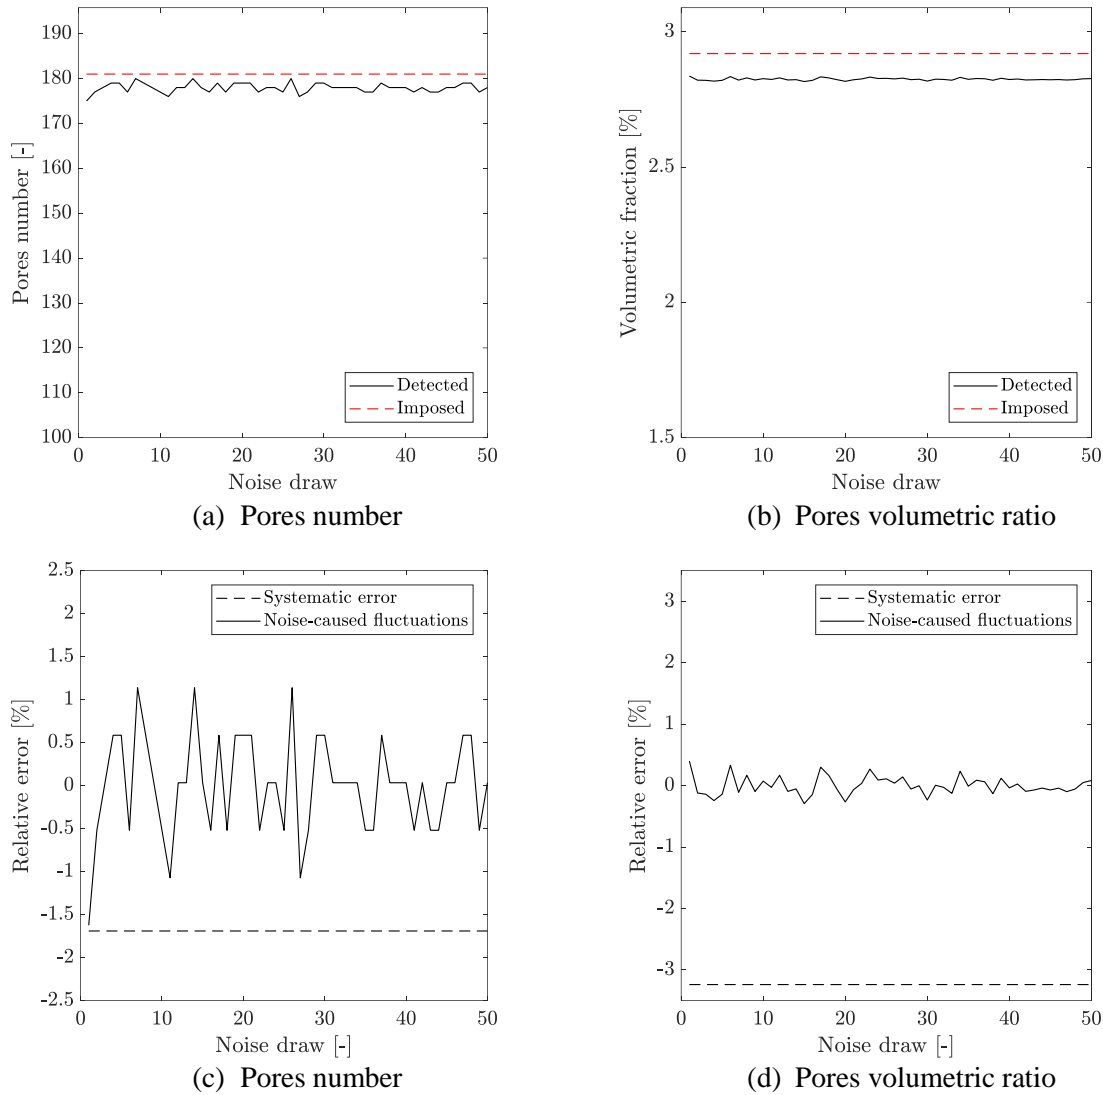 190
180
170
160
150
140
130
120
110
100
Pores number [-]
0 10 20 30 40 50
Noise draw
Detected
Imposed
(a) Pores number
3
2.5
2
1.5
Volumetric fraction [%]
0 10 20 30 40 50
Noise draw
Detected
Imposed
(b) Pores volumetric ratio
2.5
2
1.5
1
0.5
0
-0.5
-1
-1.5
-2
-2.5
Relative error [%]
0 10 20 30 40 50
Noise draw [-]
Systematic error
Noise-caused fluctuations
(c) Pores number
3
2
1
0
-1
-2
-3
Relative error [%]
0 10 20 30 40 50
Noise draw [-]
Systematic error
Noise-caused fluctuations
(d) Pores volumetric ratio